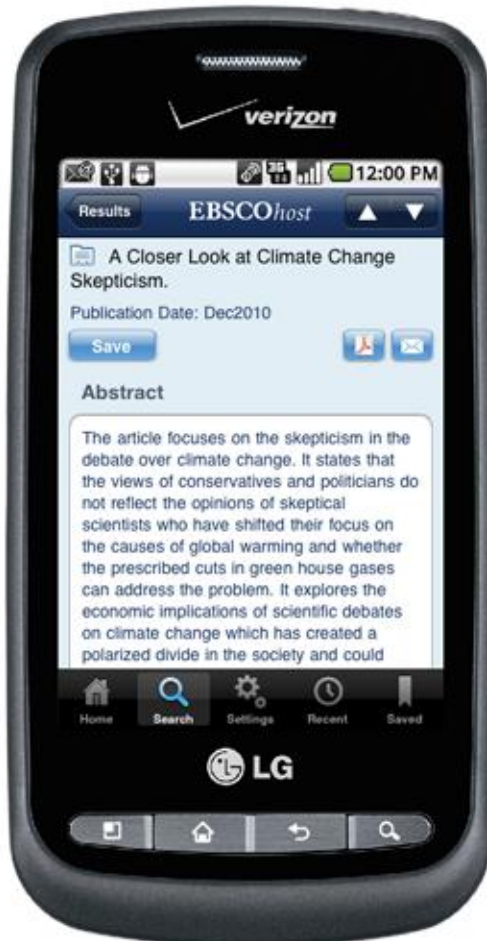 verizon
3G
12:00 PM
Results
EBSCOhost
A Closer Look at Climate Change
Skepticism.
Publication Date: Dec2010
Save
Abstract
The article focuses on the skepticism in the
debate over climate change. It states that
the views of conservatives and politicians do
not reflect the opinions of skeptical
scientists who have shifted their focus on
the causes of global warming and whether
the prescribed cuts in green house gases
can address the problem. It explores the
economic implications of scientific debates
on climate change which has created a
polarized divide in the society and could
Home Search Settings Recent Saved
LG